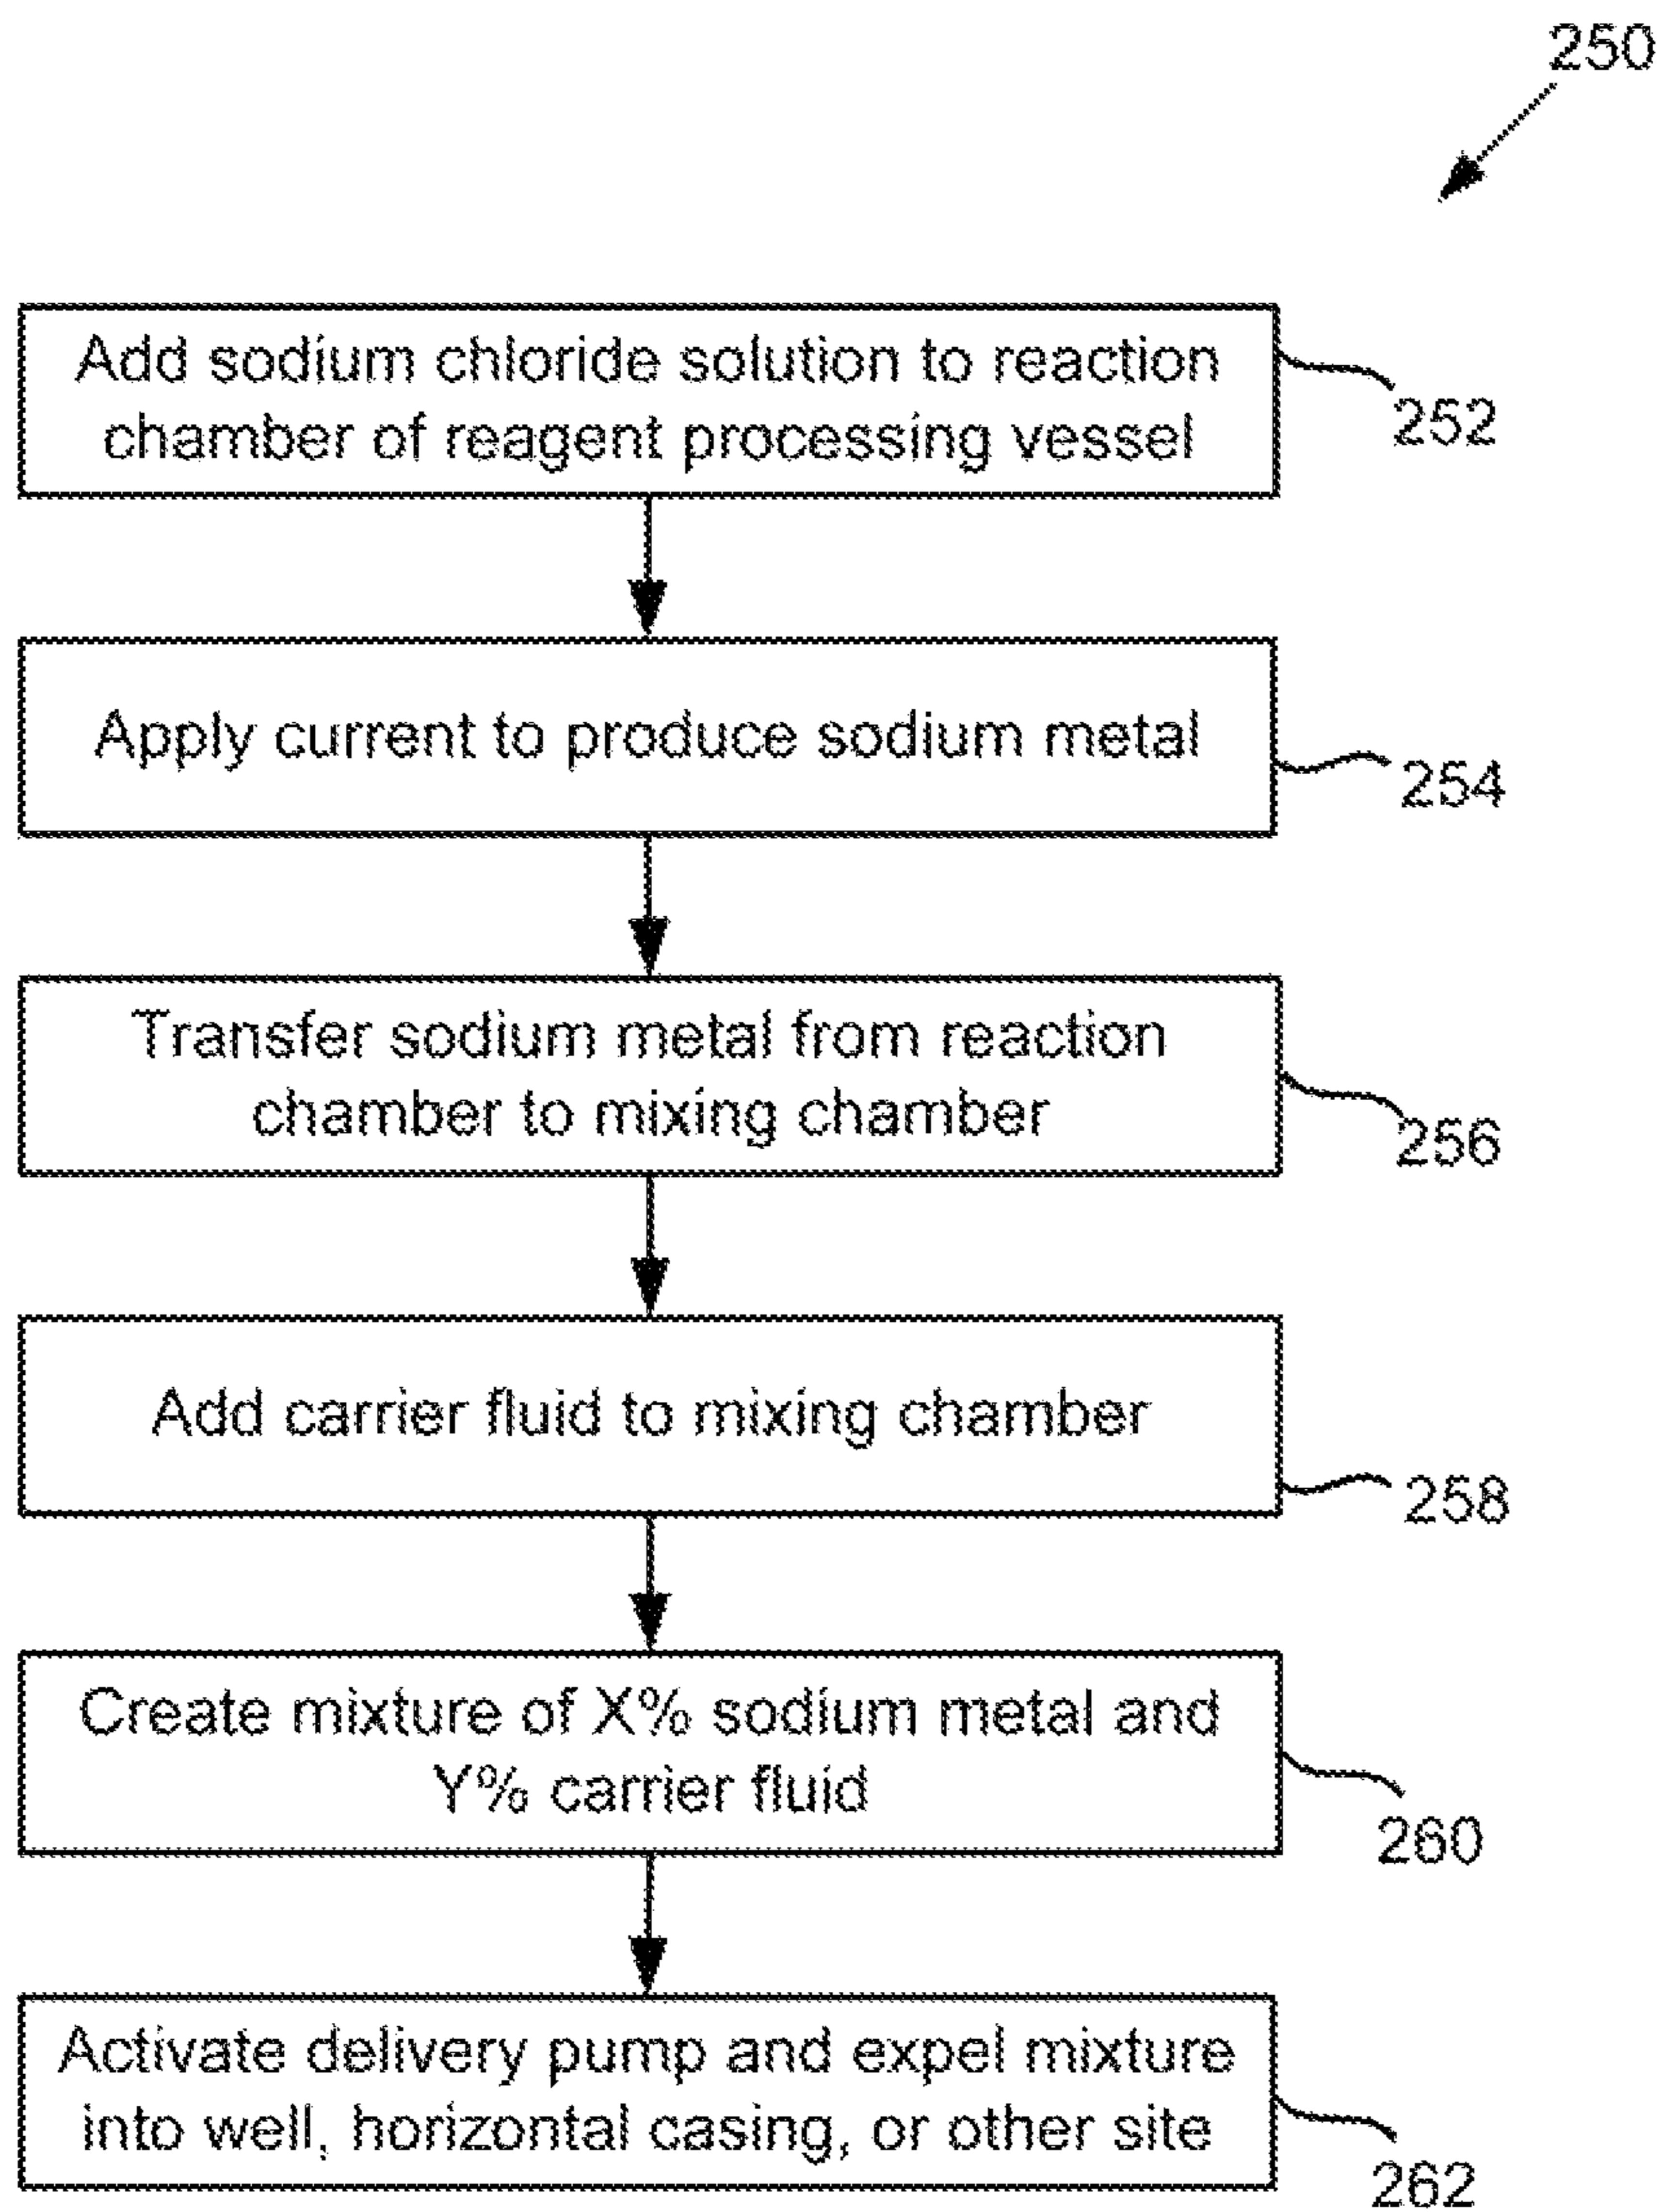 250
Add sodium chloride solution to reaction
chamber of reagent processing vessel
252
Apply current to produce sodium metal
254
Transfer sodium metal from reaction
chamber to mixing chamber
256
Add carrier fluid to mixing chamber
258
Create mixture of X% sodium metal and
Y% carrier fluid
260
Activate delivery pump and expel mixture
into well, horizontal casing, or other site
262